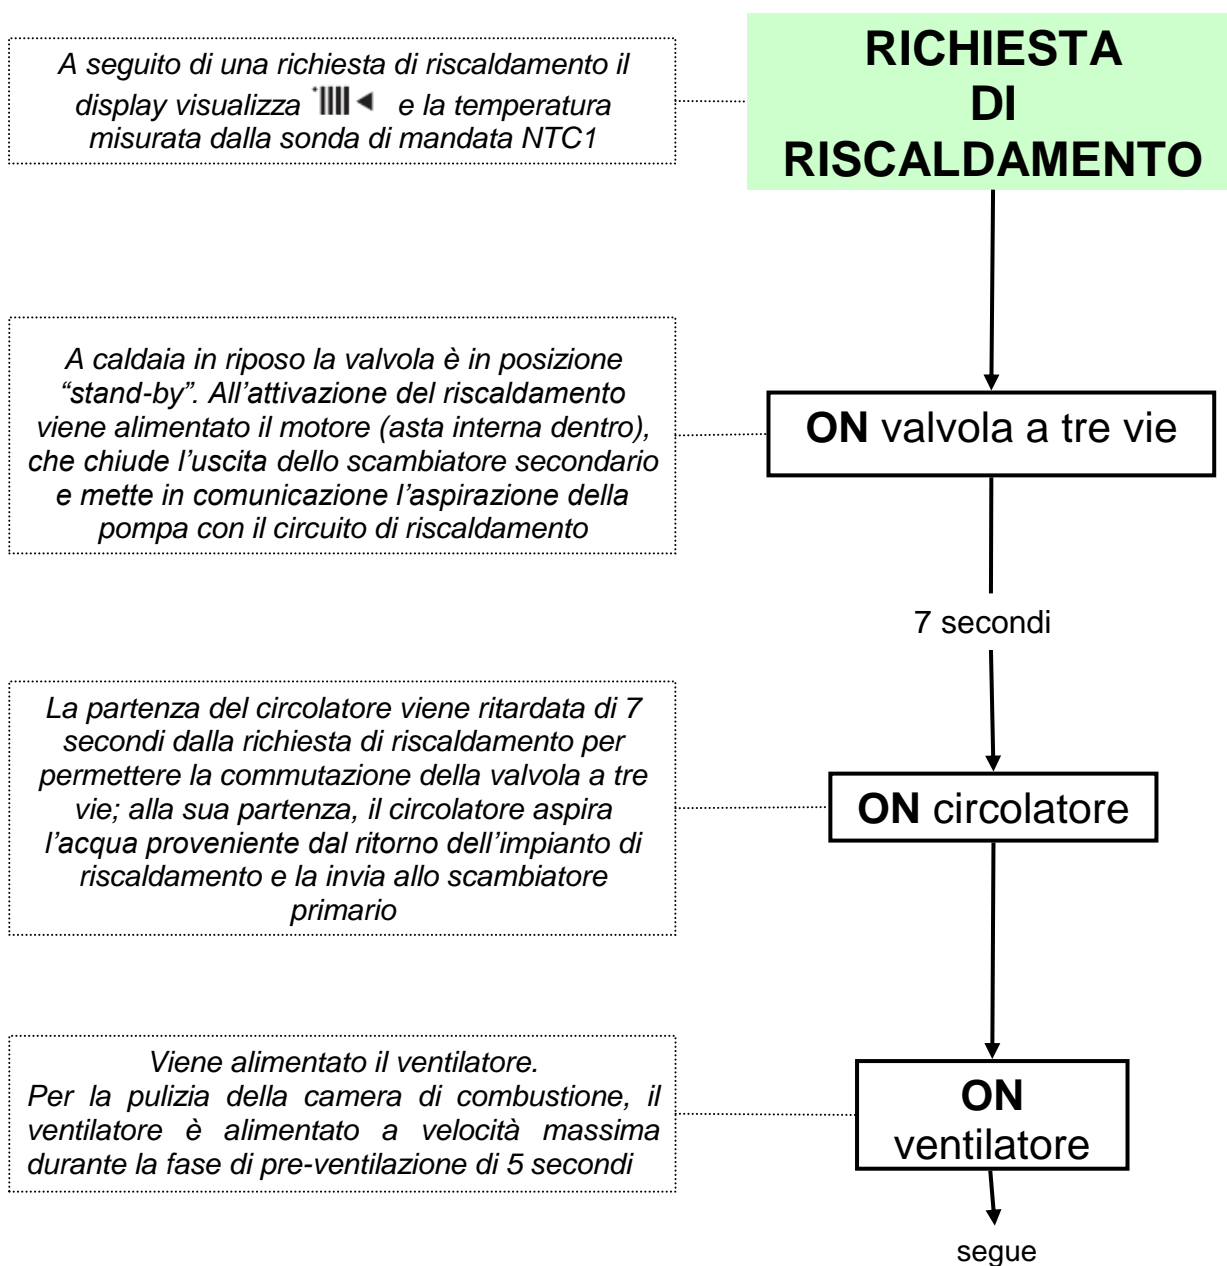 A seguito di una richiesta di riscaldamento il
display visualizza e la temperatura
misurata dalla sonda di mandata NTC1
RICHIESTA
DI
RISCALDAMENTO
A caldaia in riposo la valvola è in posizione
“stand-by”. All’attivazione del riscaldamento
viene alimentato il motore (asta interna dentro),
che chiude l’uscita dello scambiatore secondario
e mette in comunicazione l’aspirazione della
pompa con il circuito di riscaldamento
ON valvola a tre vie
7 secondi
La partenza del circolatore viene ritardata di 7
secondi dalla richiesta di riscaldamento per
permettere la commutazione della valvola a tre
vie; alla sua partenza, il circolatore aspira
l’acqua proveniente dal ritorno dell’impianto di
riscaldamento e la invia allo scambiatore
primario
ON circolatore
Viene alimentato il ventilatore.
Per la pulizia della camera di combustione, il
ventilatore è alimentato a velocità massima
durante la fase di pre-ventilazione di 5 secondi
ON
ventilatore
segue